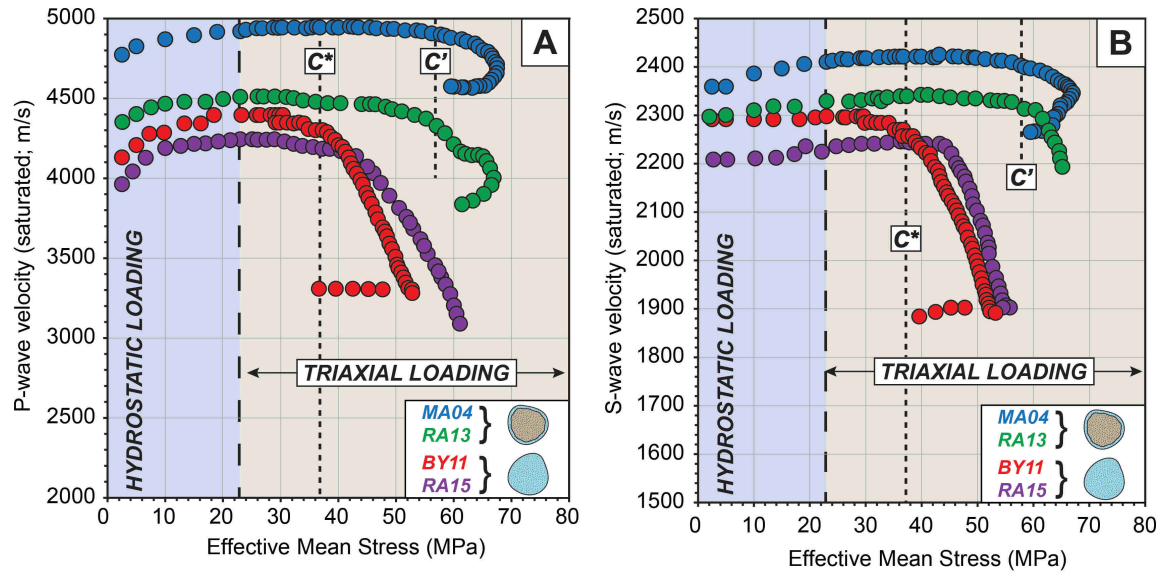 A
P-wave velocity (saturated; m/s)
5000
4500
4000
3500
3000
2500
2000
C*
C'
HYDROSTATIC LOADING
TRIAXIAL LOADING
MA04
RA13
BY11
RA15
0 10 20 30 40 50 60 70 80
Effective Mean Stress (MPa)
B
S-wave velocity (saturated; m/s)
2500
2400
2300
2200
2100
2000
1900
1800
1700
1600
1500
C'
C*
HYDROSTATIC LOADING
TRIAXIAL LOADING
MA04
RA13
BY11
RA15
0 10 20 30 40 50 60 70 80
Effective Mean Stress (MPa)